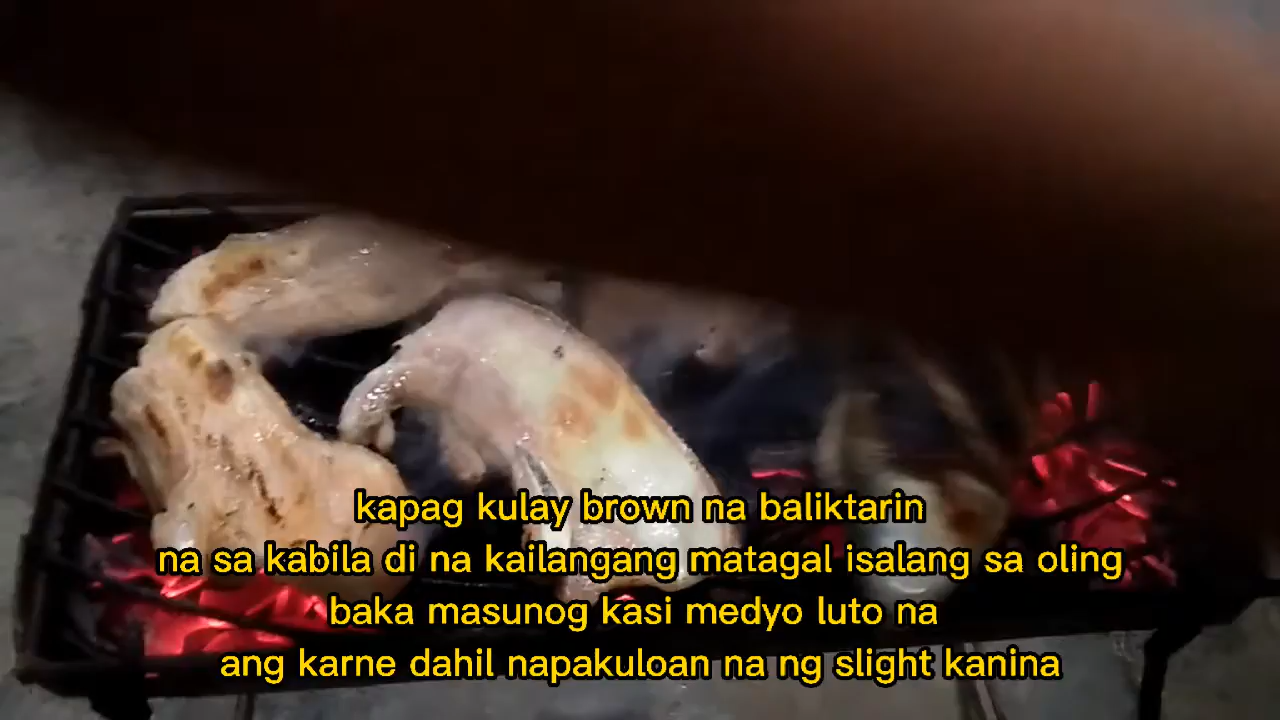 kapag kulay brown na baliktarin
na sa kabila di na kailangang matagal isalang sa oling
baka masunog kasi medyo luto na
ang karne dahil napakuloan na ng slight kanina